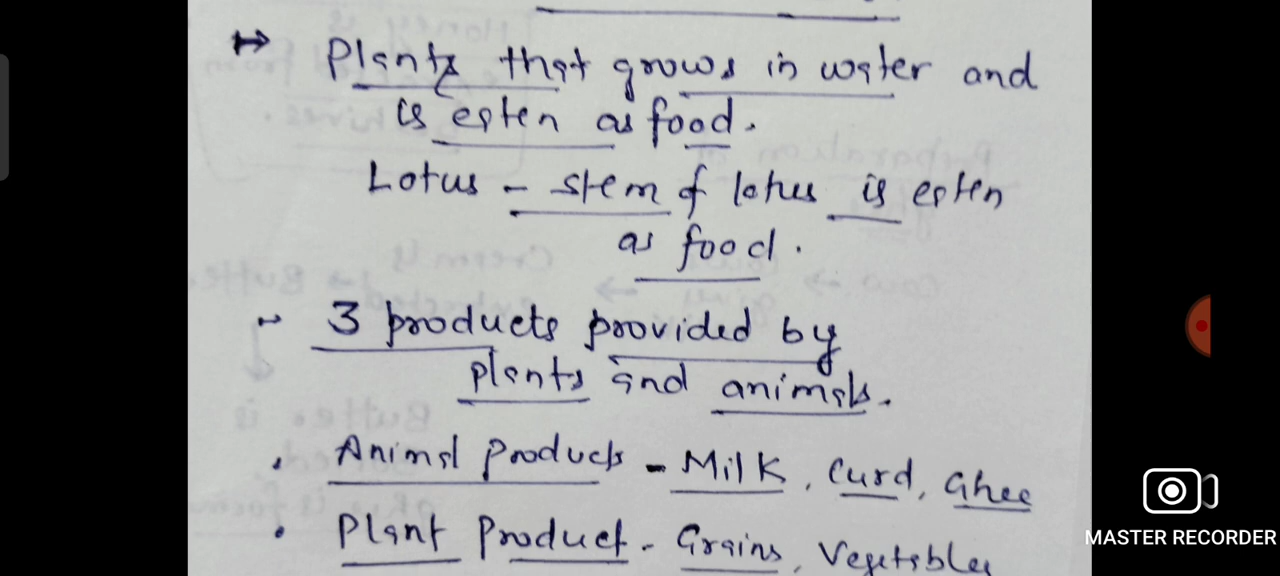 Plants that grows in water and
is eaten as food.
Lotus - stem of lotus is eaten
as food.
3 products provided by
plants and animals.
Animal products - Milk, Curd, Ghee
Plant Product - Grains, Vegetables
MASTER RECORDER